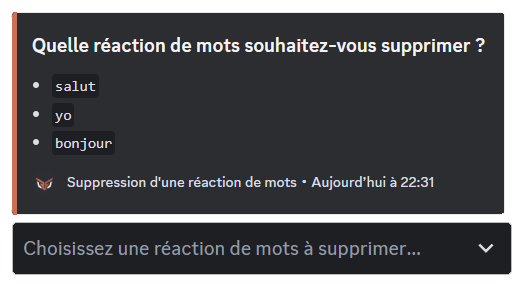 Quelle réaction de mots souhaitez-vous supprimer ?
salut
yo
bonjour
Suppression d'une réaction de mots • Aujourd'hui à 22:31
Choisissez une réaction de mots à supprimer...